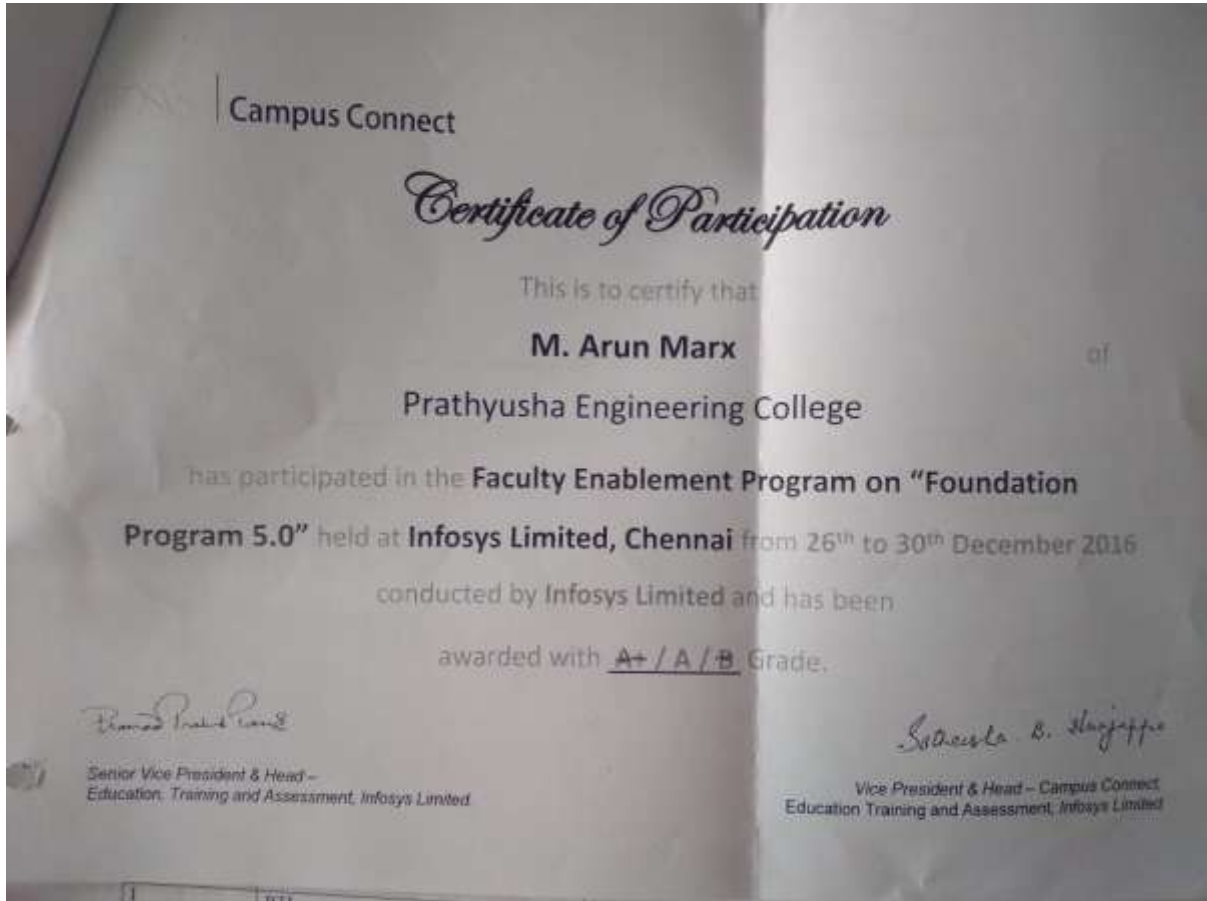 Campus Connect
Certificate of Participation
This is to certify that
M. Arun Marx of
Prathyusha Engineering College
has participated in the Faculty Enablement Program on “Foundation
Program 5.0” held at Infosys Limited, Chennai from 26th to 30th December 2016
conducted by Infosys Limited and has been
awarded with A+ / A / B Grade.
Senior Vice President & Head –
Education, Training and Assessment, Infosys Limited
Vice President & Head – Campus Connect
Education Training and Assessment, Infosys Limited